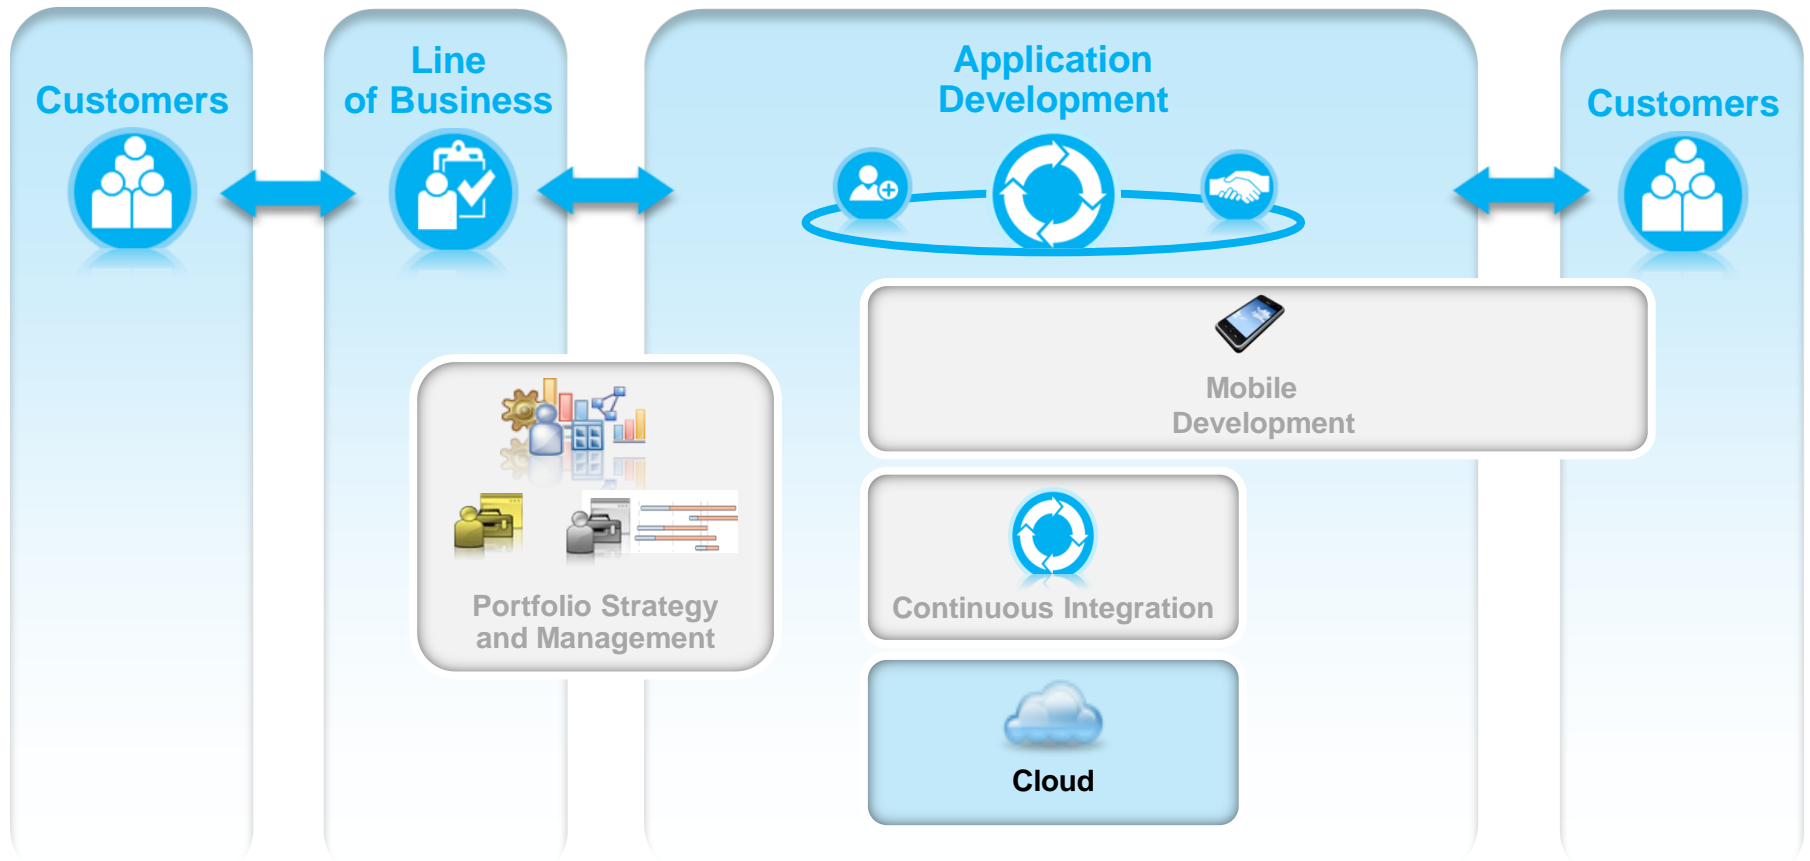 Customers
Line
of Business
Application
Development
Customers
Mobile
Development
Portfolio Strategy
and Management
Continuous Integration
Cloud